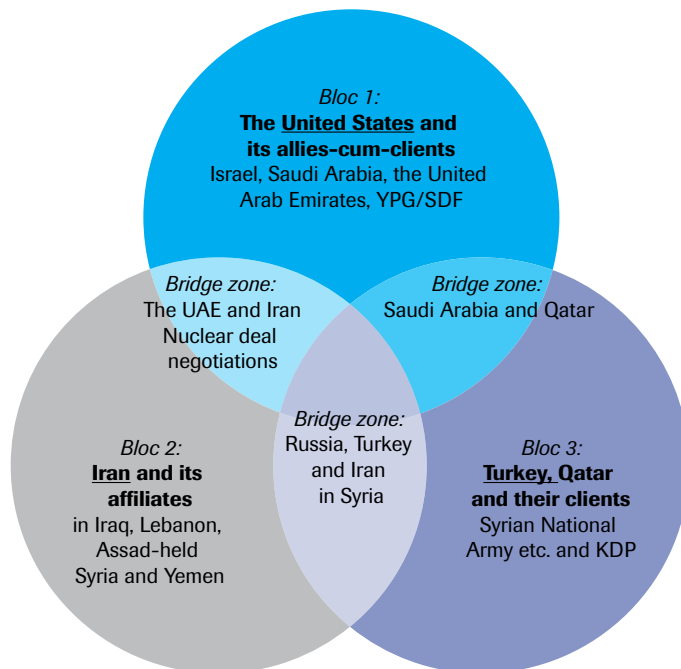 Bloc 1:
The United States and
its allies-cum-clients
Israel, Saudi Arabia, the United
Arab Emirates, YPG/SDF
Bridge zone:
The UAE and Iran
Nuclear deal
negotiations
Bridge zone:
Saudi Arabia and Qatar
Bridge zone:
Russia, Turkey
and Iran
in Syria
Bloc 2:
Iran and its
affiliates
in Iraq, Lebanon,
Assad-held
Syria and Yemen
Bloc 3:
Turkey, Qatar
and their clients
Syrian National
Army etc. and KDP